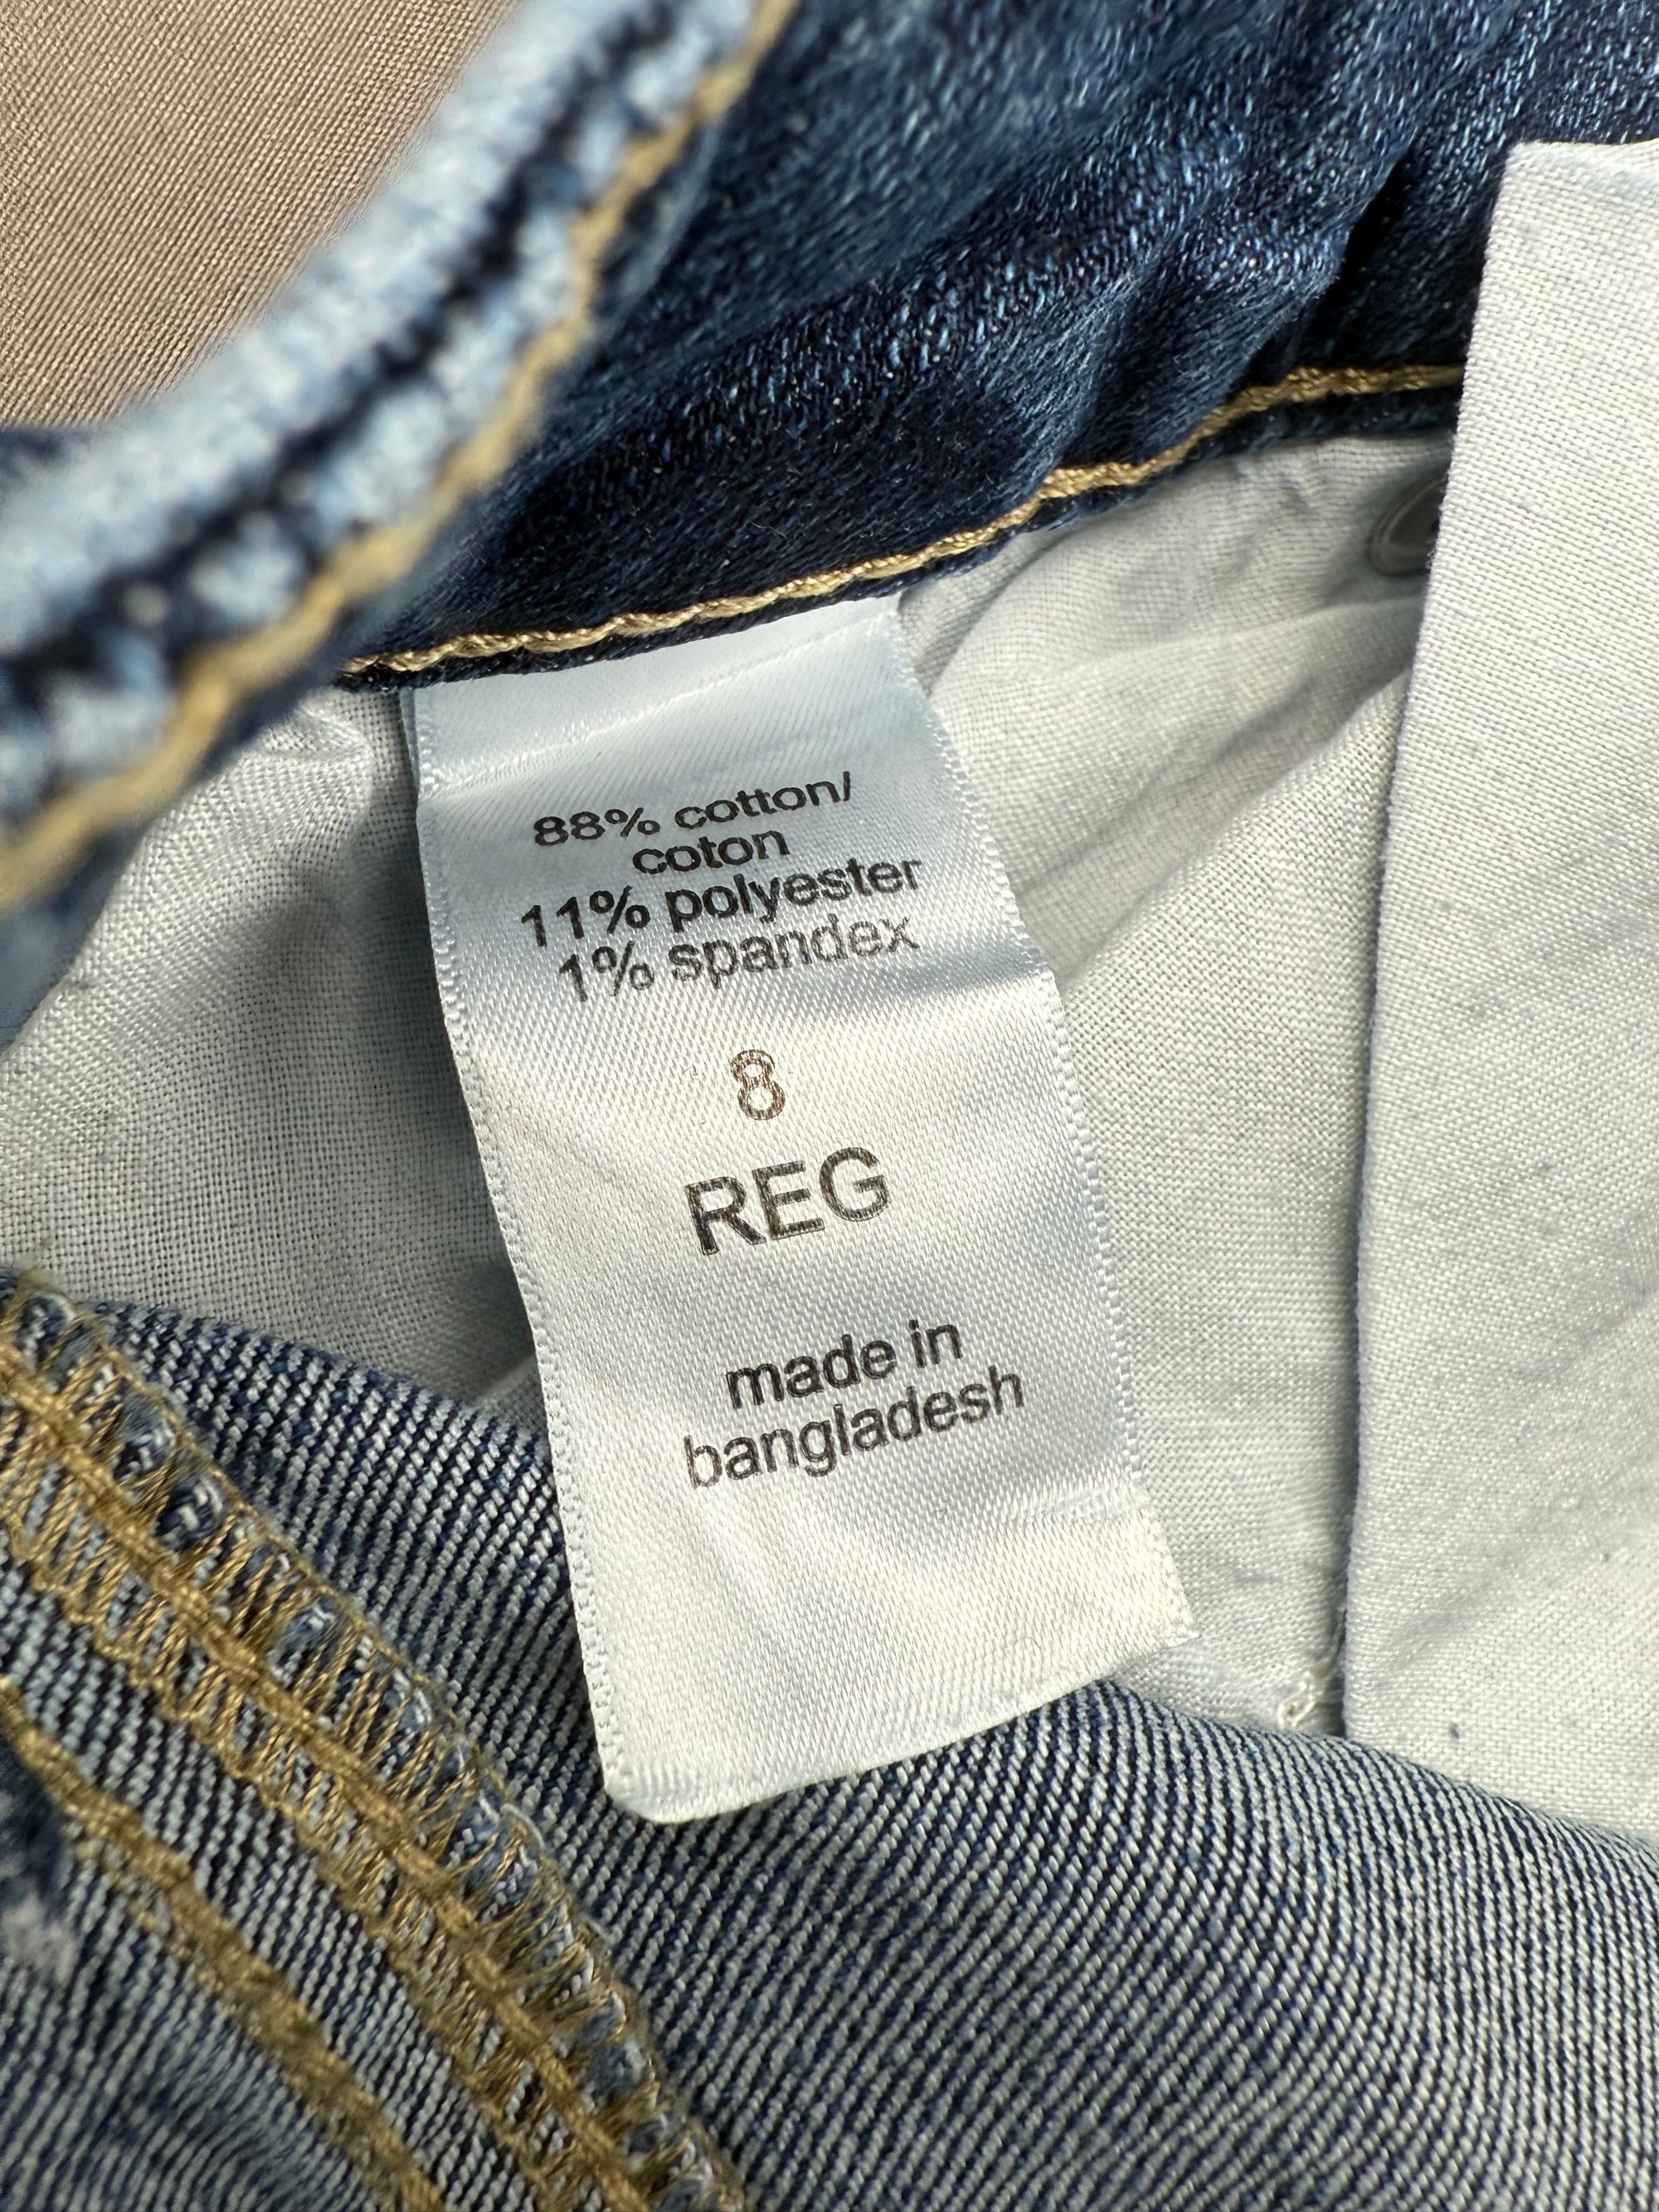 88% cotton/
coton
11% polyester
1% spandex
8
REG
made in
bangladesh